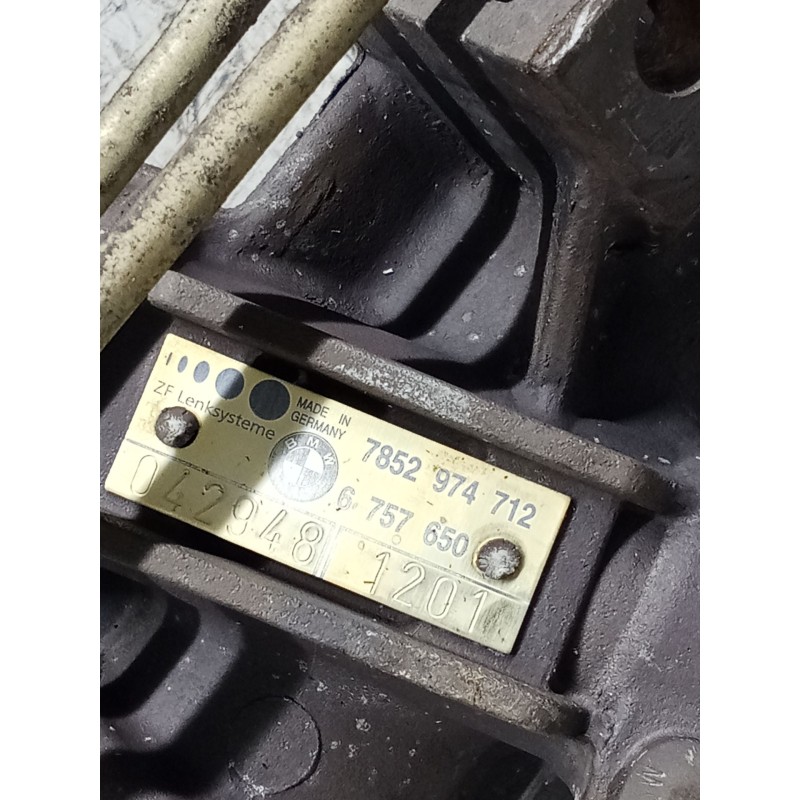 ZF Lenksysteme
MADE IN
GERMANY
BMW
7852 974 712
6 757 650
042948 1201